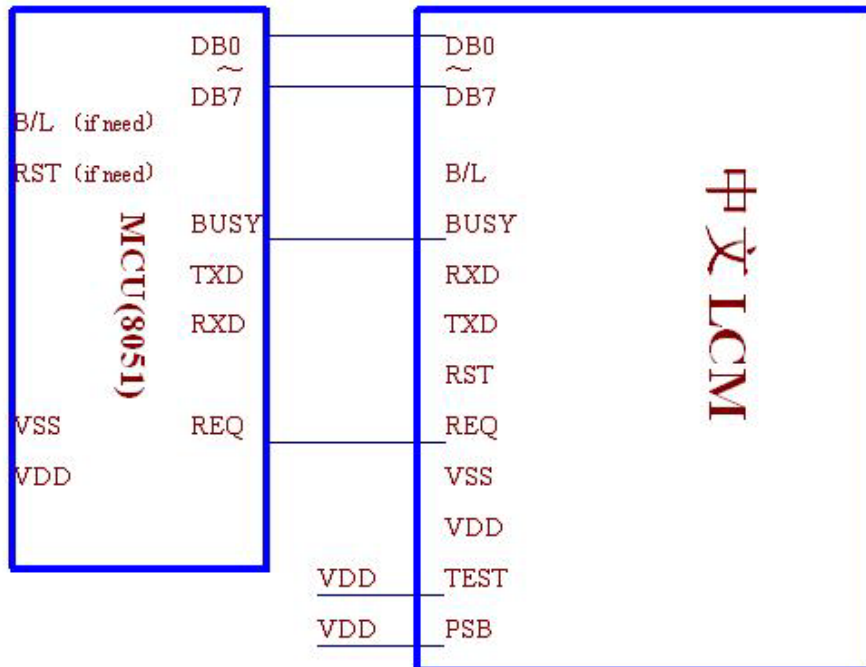 DB0
~
DB7
B/L (if need)
RST (if need)
BUSY
TXD
RXD
VSS
REQ
VDD
MCU(8051)
DB0
~
DB7
B/L
BUSY
RXD
TXD
RST
REQ
VSS
VDD
VDD
TEST
VDD
PSB
中文 LCM